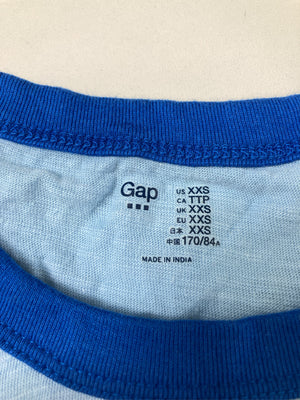 Gap
US XXS
CA TTP
UK XXS
EU XXS
日本 XXS
中国 170/84A
MADE IN INDIA